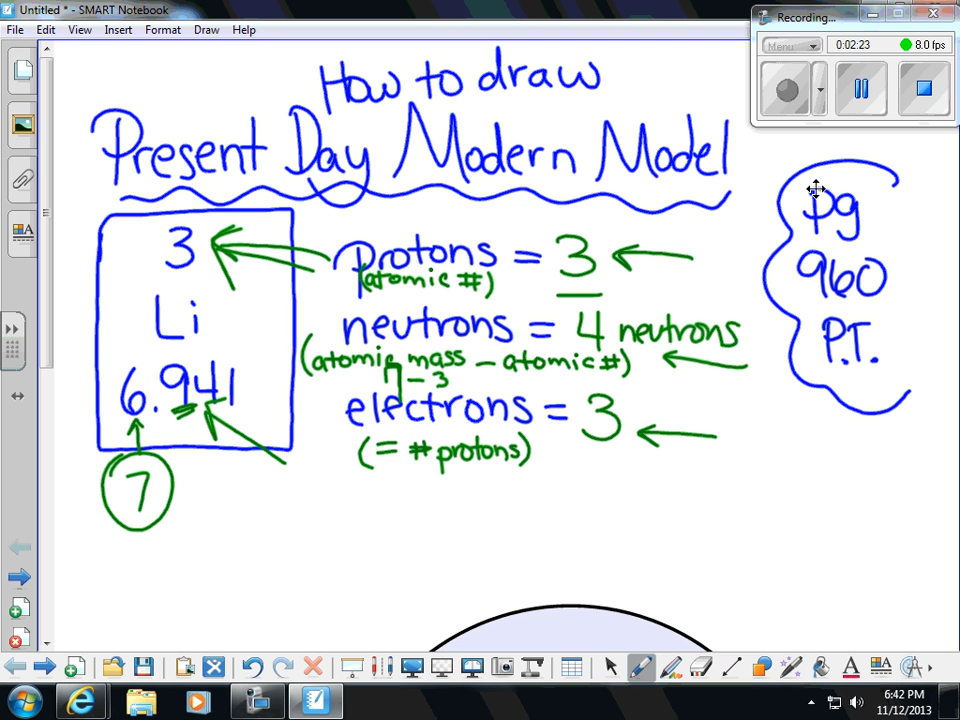 Untitled * - SMART Notebook
File Edit View Insert Format Draw Help
Recording...
Menu
0:02:23
8.0 fps
How to draw
Present Day Modern Model
3
Li
6.941
7
protons = 3
(atomic #)
neutrons = 4 neutrons
(atomic mass - atomic #)
7 - 3
electrons = 3
(= # protons)
pg
960
P.T.
6:42 PM
11/12/2013